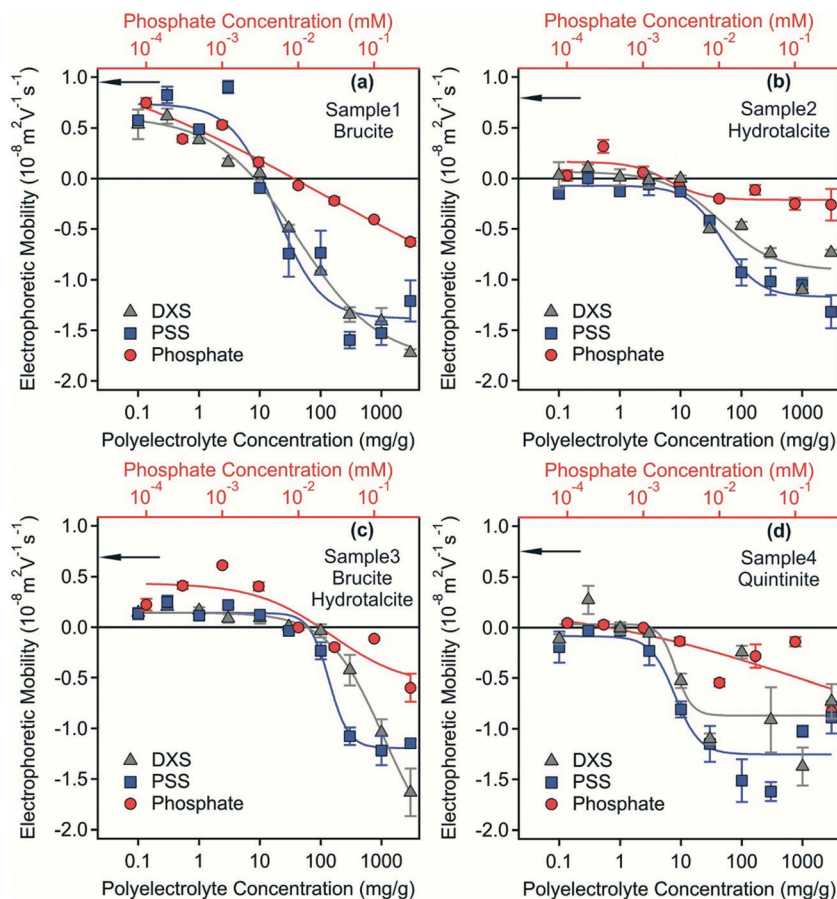 Phosphate Concentration (mM)
10⁻⁴ 10⁻³ 10⁻² 10⁻¹
Electrophoretic Mobility (10⁻⁸ m² V⁻¹ s⁻¹)
1.0
0.5
0.0
-0.5
-1.0
-1.5
-2.0
(a)
Sample1
Brucite
DXS
PSS
Phosphate
0.1 1 10 100 1000
Polyelectrolyte Concentration (mg/g)
Phosphate Concentration (mM)
10⁻⁴ 10⁻³ 10⁻² 10⁻¹
Electrophoretic Mobility (10⁻⁸ m² V⁻¹ s⁻¹)
1.0
0.5
0.0
-0.5
-1.0
-1.5
-2.0
(b)
Sample2
Hydrotalcite
DXS
PSS
Phosphate
0.1 1 10 100 1000
Polyelectrolyte Concentration (mg/g)
Phosphate Concentration (mM)
10⁻⁴ 10⁻³ 10⁻² 10⁻¹
Electrophoretic Mobility (10⁻⁸ m² V⁻¹ s⁻¹)
1.0
0.5
0.0
-0.5
-1.0
-1.5
-2.0
(c)
Sample3
Brucite
Hydrotalcite
DXS
PSS
Phosphate
0.1 1 10 100 1000
Polyelectrolyte Concentration (mg/g)
Phosphate Concentration (mM)
10⁻⁴ 10⁻³ 10⁻² 10⁻¹
Electrophoretic Mobility (10⁻⁸ m² V⁻¹ s⁻¹)
1.0
0.5
0.0
-0.5
-1.0
-1.5
-2.0
(d)
Sample4
Quintinite
DXS
PSS
Phosphate
0.1 1 10 100 1000
Polyelectrolyte Concentration (mg/g)